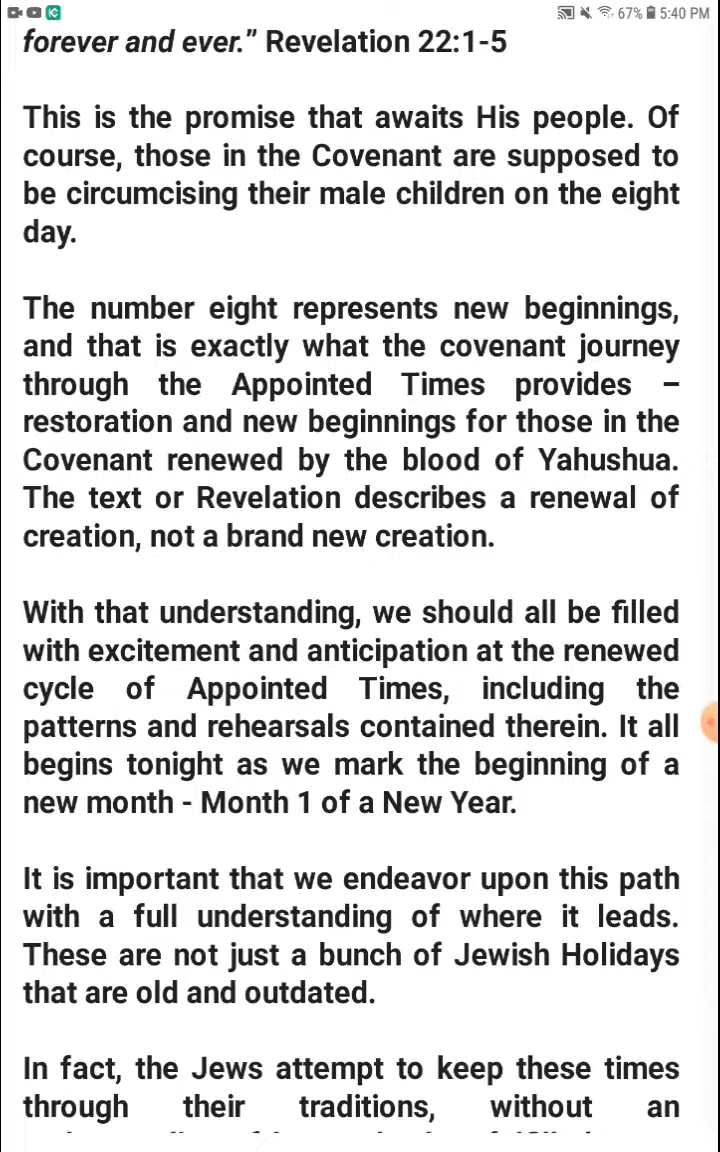 67% 5:40 PM
forever and ever.” Revelation 22:1-5
This is the promise that awaits His people. Of
course, those in the Covenant are supposed to
be circumcising their male children on the eight
day.
The number eight represents new beginnings,
and that is exactly what the covenant journey
through the Appointed Times provides –
restoration and new beginnings for those in the
Covenant renewed by the blood of Yahushua.
The text or Revelation describes a renewal of
creation, not a brand new creation.
With that understanding, we should all be filled
with excitement and anticipation at the renewed
cycle of Appointed Times, including the
patterns and rehearsals contained therein. It all
begins tonight as we mark the beginning of a
new month - Month 1 of a New Year.
It is important that we endeavor upon this path
with a full understanding of where it leads.
These are not just a bunch of Jewish Holidays
that are old and outdated.
In fact, the Jews attempt to keep these times
through their traditions, without an